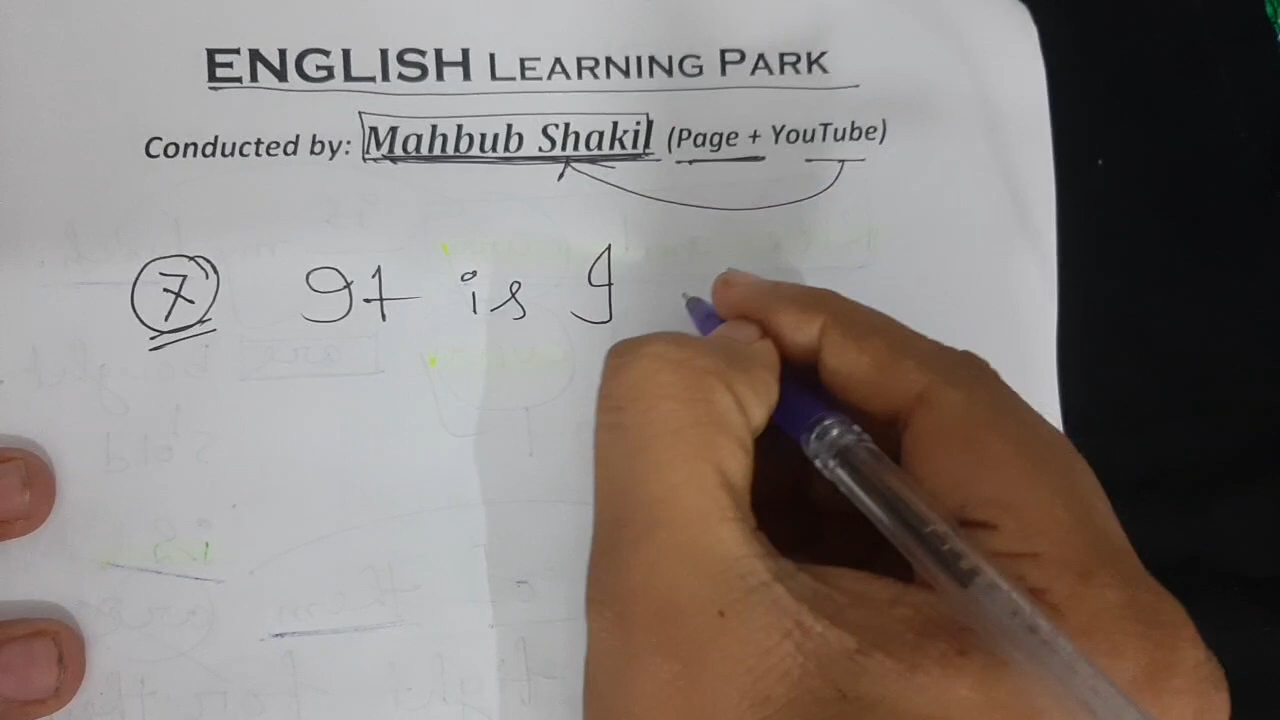 ENGLISH LEARNING PARK
Conducted by: Mahbub Shakil (Page + YouTube)
7 It is I